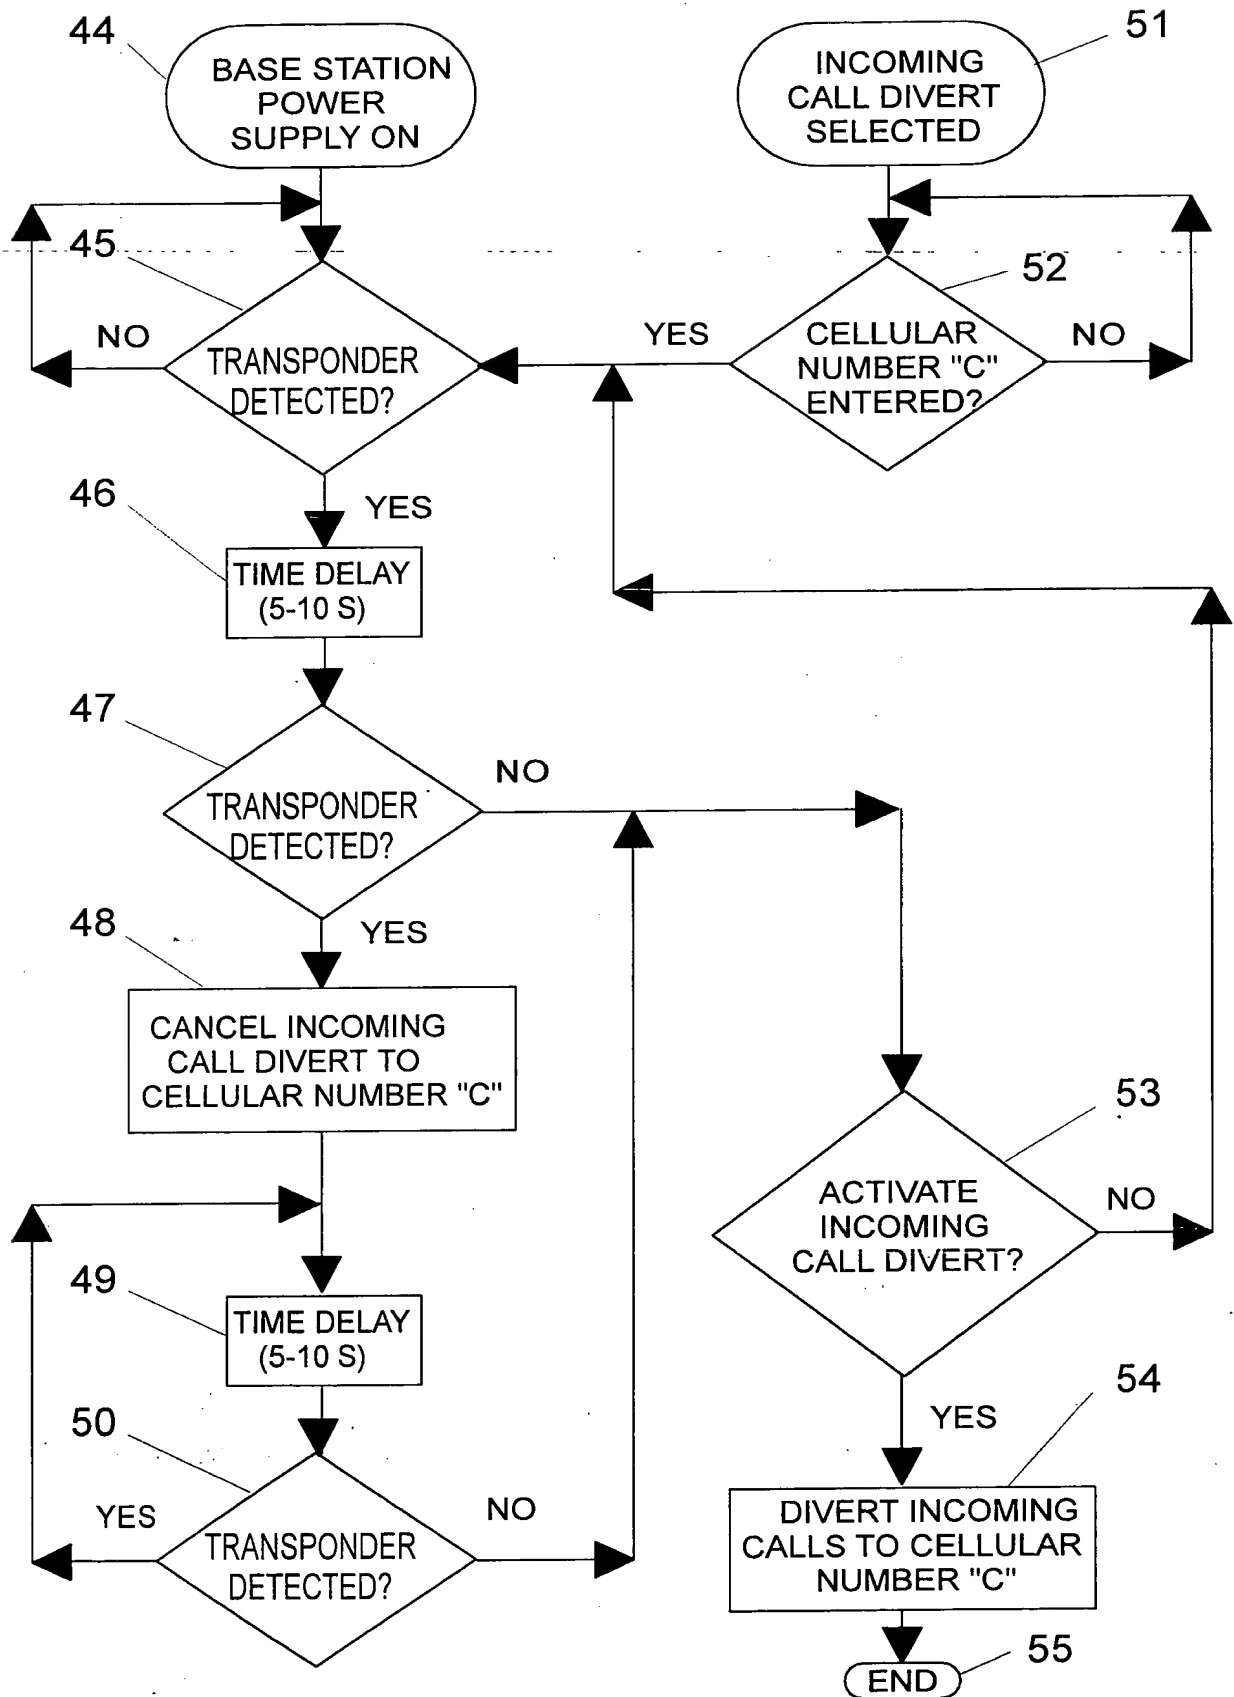 44
BASE STATION
POWER
SUPPLY ON
51
INCOMING
CALL DIVERT
SELECTED
45
NO
TRANSPONDER
DETECTED?
YES
52
CELLULAR
NUMBER "C"
ENTERED?
NO
YES
46
TIME DELAY
(5-10 S)
47
TRANSPONDER
DETECTED?
NO
YES
48
CANCEL INCOMING
CALL DIVERT TO
CELLULAR NUMBER "C"
53
ACTIVATE
INCOMING
CALL DIVERT?
NO
49
TIME DELAY
(5-10 S)
50
YES
TRANSPONDER
DETECTED?
NO
YES
54
DIVERT INCOMING
CALLS TO CELLULAR
NUMBER "C"
55
END